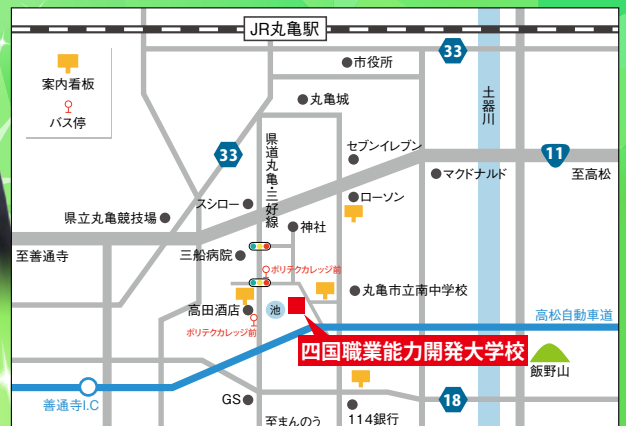 JR丸亀駅
33
市役所
案内看板
バス停
丸亀城
土器川
セブンイレブン
33
県道丸亀・三好線
11
マクドナルド
至高松
スシロー
ローソン
県立丸亀競技場
神社
至善通寺
三船病院
ポリテクカレッジ前
丸亀市立南中学校
高田酒店
池
高松自動車道
ポリテクカレッジ前
四国職業能力開発大学校
飯野山
善通寺I.C
GS
18
至まんのう
114銀行